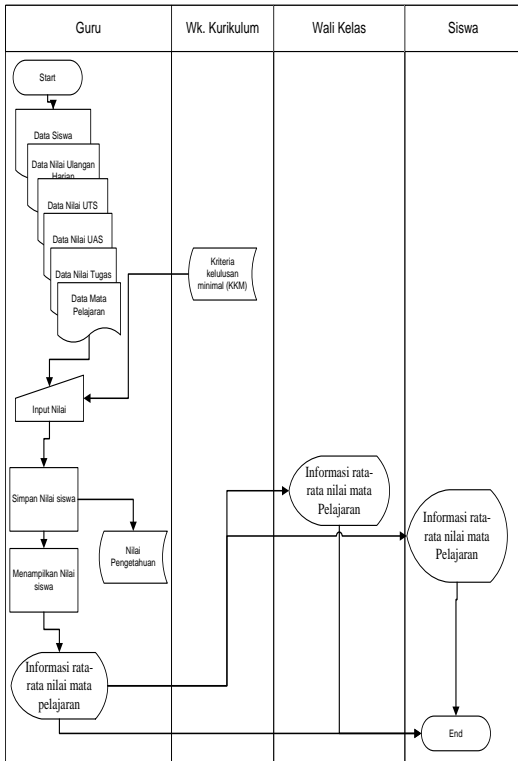 Guru
Wk. Kurikulum
Wali Kelas
Siswa
Start
Data Siswa
Data Nilai Ulangan
Harian
Data Nilai UTS
Data Nilai UAS
Data Nilai Tugas
Data Mata
Pelajaran
Kriteria
kelulusan
minimal (KKM)
Input Nilai
Simpan Nilai siswa
Nilai
Pengetahuan
Menampilkan Nilai
siswa
Informasi rata-
rata nilai mata
pelajaran
Informasi rata-
rata nilai mata
Pelajaran
Informasi rata-
rata nilai mata
Pelajaran
End